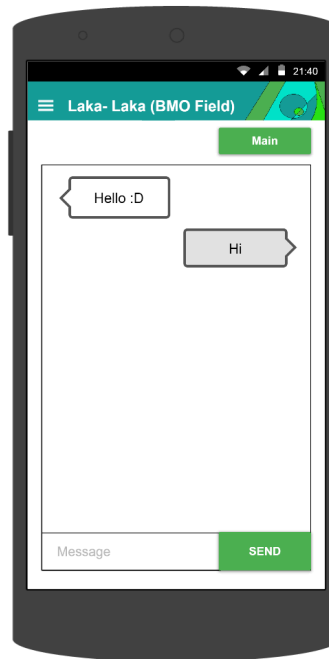 21:40
Laka- Laka (BMO Field)
Main
Hello :D
Hi
Message
SEND